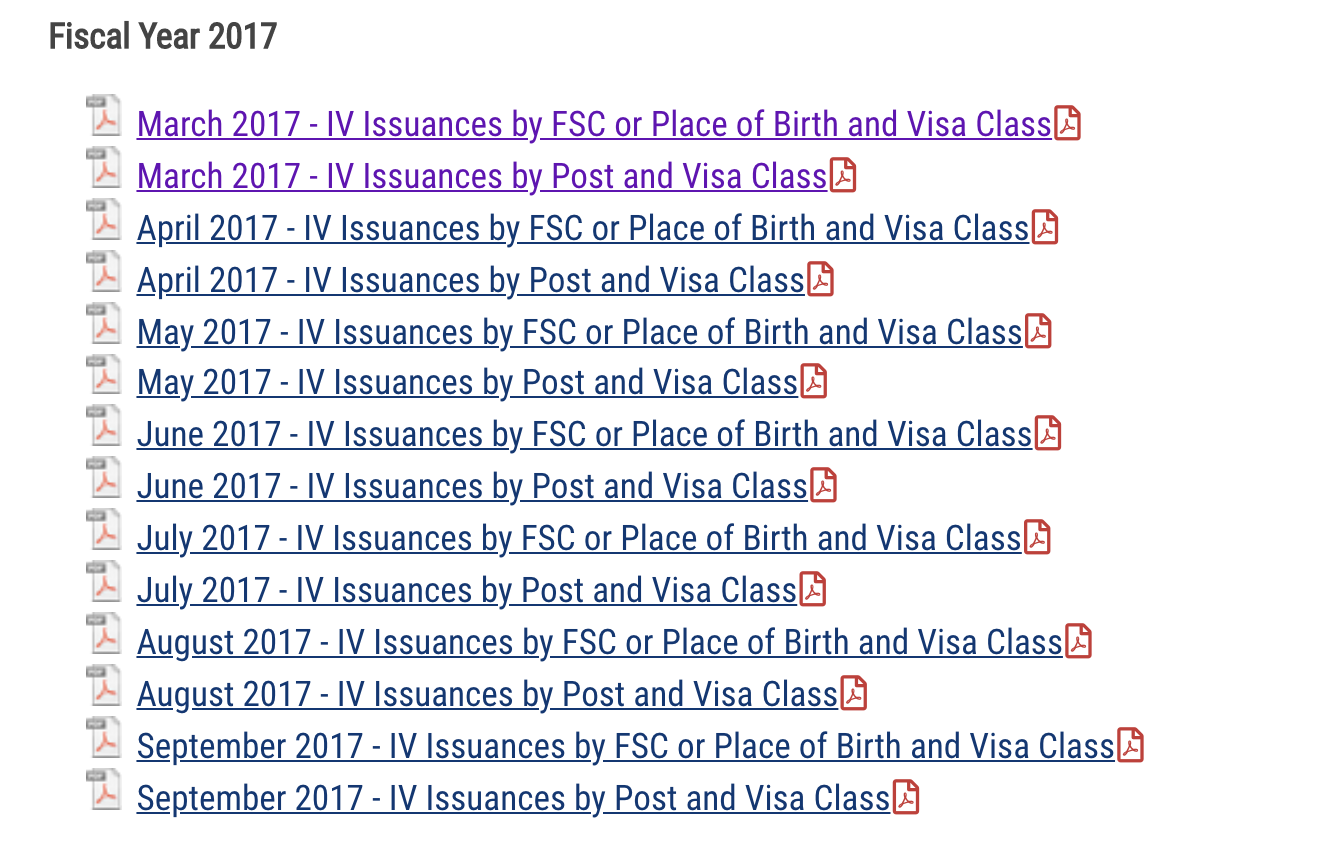 Fiscal Year 2017
March 2017 - IV Issuances by FSC or Place of Birth and Visa Class
March 2017 - IV Issuances by Post and Visa Class
April 2017 - IV Issuances by FSC or Place of Birth and Visa Class
April 2017 - IV Issuances by Post and Visa Class
May 2017 - IV Issuances by FSC or Place of Birth and Visa Class
May 2017 - IV Issuances by Post and Visa Class
June 2017 - IV Issuances by FSC or Place of Birth and Visa Class
June 2017 - IV Issuances by Post and Visa Class
July 2017 - IV Issuances by FSC or Place of Birth and Visa Class
July 2017 - IV Issuances by Post and Visa Class
August 2017 - IV Issuances by FSC or Place of Birth and Visa Class
August 2017 - IV Issuances by Post and Visa Class
September 2017 - IV Issuances by FSC or Place of Birth and Visa Class
September 2017 - IV Issuances by Post and Visa Class